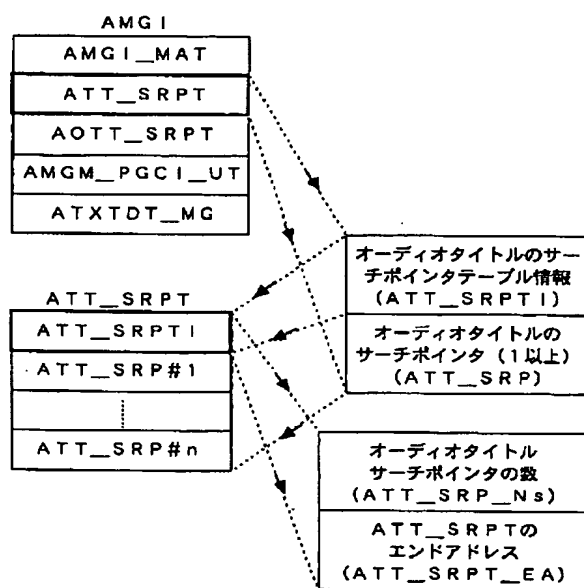 AMGI
AMGI_MAT
ATT_SRPT
AOTT_SRPT
AMGM_PGCI_UT
ATXTDT_MG
オーディオタイトルのサー
チポインタテーブル情報
(ATT_SRPTI)
オーディオタイトルの
サーチポインタ(1以上)
(ATT_SRP)
ATT_SRPT
ATT_SRPTI
ATT_SRP#1
ATT_SRP#n
オーディオタイトル
サーチポインタの数
(ATT_SRP_Ns)
ATT_SRPTの
エンドアドレス
(ATT_SRPT_EA)